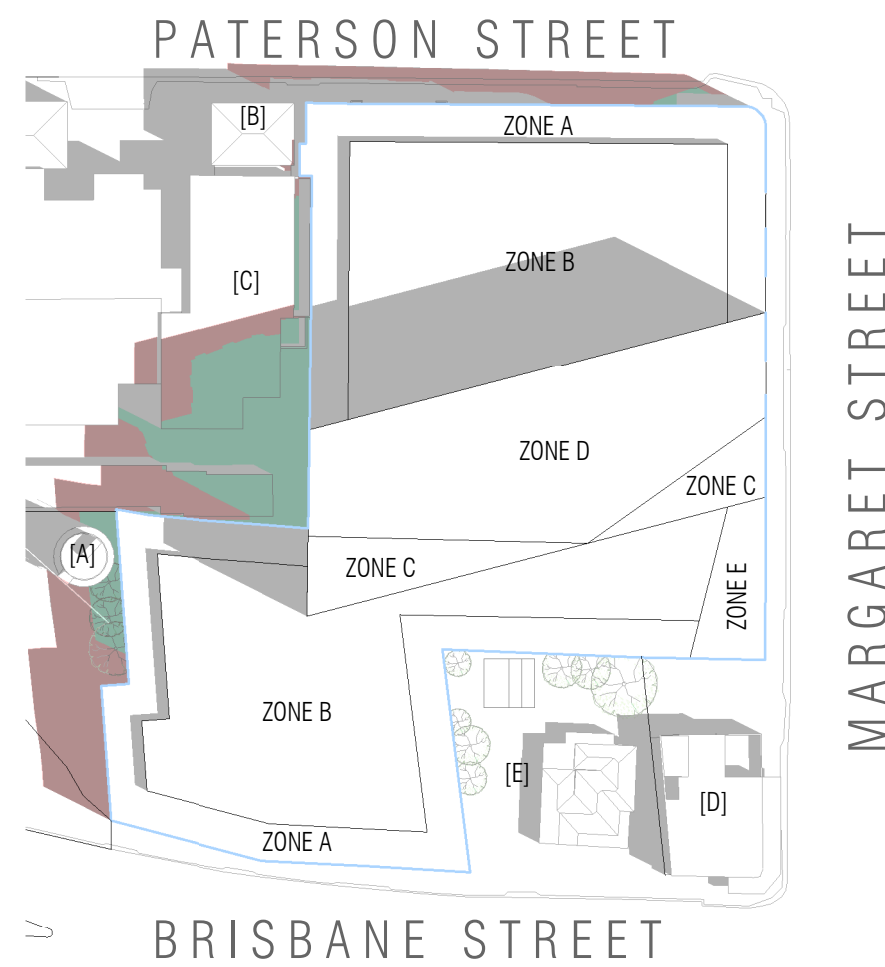 PATERSON STREET
[B]
ZONE A
ZONE B
[C]
MARGARET STREET
ZONE D
ZONE C
[A]
ZONE C
ZONE E
ZONE B
[E]
[D]
ZONE A
BRISBANE STREET